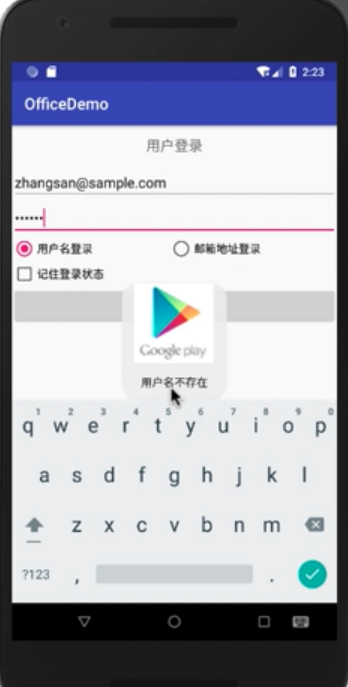 2:23
OfficeDemo
用户登录
zhangsan@sample.com
••••••
用户名登录 邮箱地址登录
记住登录状态
Google play
用户名不存在
1 2 3 4 5 6 7 8 9 0
q w e r t y u i o p
a s d f g h j k l
z x c v b n m
?123 , .